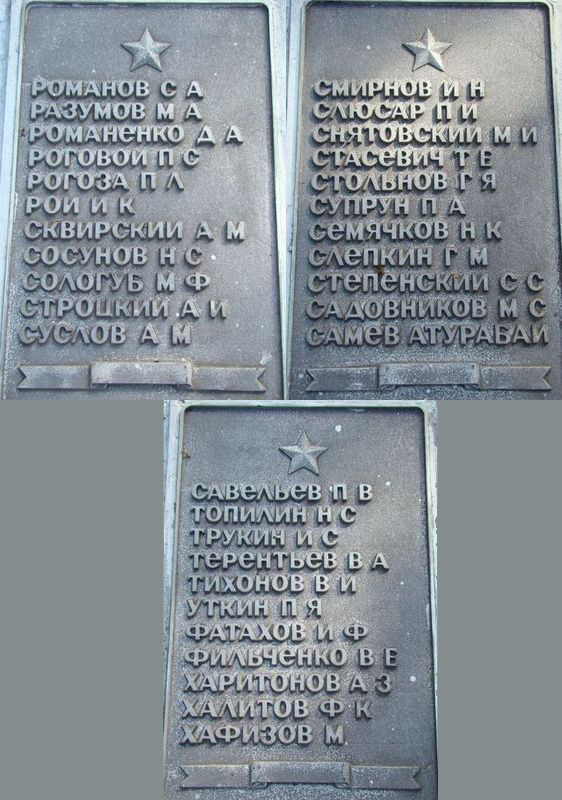 РОМАНОВ С А
РАЗУМОВ М А
РОМАНЕНКО Д А
РОГОВОЙ П С
РОГОЗА П Л
РОЙ И К
СКВИРСКИЙ А М
СОСУНОВ Н С
СОЛОГУБ М Ф
СТРОЦКИЙ А И
СУСЛОВ А М
СМИРНОВ И Н
СЛЮСАР П И
СНЯТОВСКИЙ М И
СТАСЕВИЧ Т Е
СТОЛЬНОВ Г Я
СУПРУН П А
СЕМЯЧКОВ Н К
СЛЕПКИН Г М
СТЕПЕНСКИЙ С С
САДОВНИКОВ М С
САМЕВ АТУРАБАЙ
САВЕЛЬЕВ П В
ТОПИЛИН Н С
ТРУКИН И С
ТЕРЕНТЬЕВ В А
ТИХОНОВ В И
УТКИН П Я
ФАТАХОВ И Ф
ФИЛЬЧЕНКО В Е
ХАРИТОНОВ А З
ХАЛИТОВ Ф К
ХАФИЗОВ М